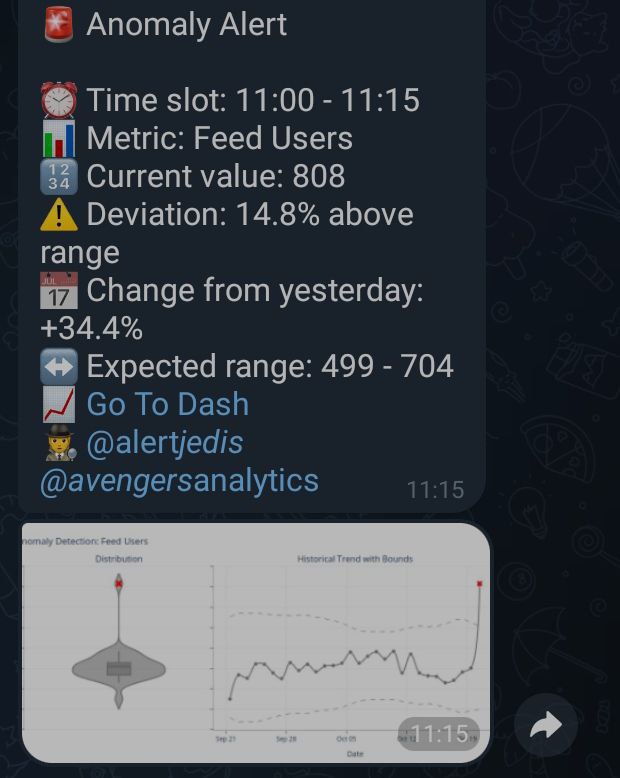 🚨 Anomaly Alert
⏰ Time slot: 11:00 - 11:15
📊 Metric: Feed Users
🔢 Current value: 808
⚠️ Deviation: 14.8% above
range
📅 Change from yesterday:
+34.4%
↔️ Expected range: 499 - 704
📈 Go To Dash
🕵️ @alertjedis
@avengersanalytics
11:15
nomaly Detection: Feed Users
Distribution
Historical Trend with Bounds
Sep 21
Sep 28
Oct 05
Oct 12
Date
11:15